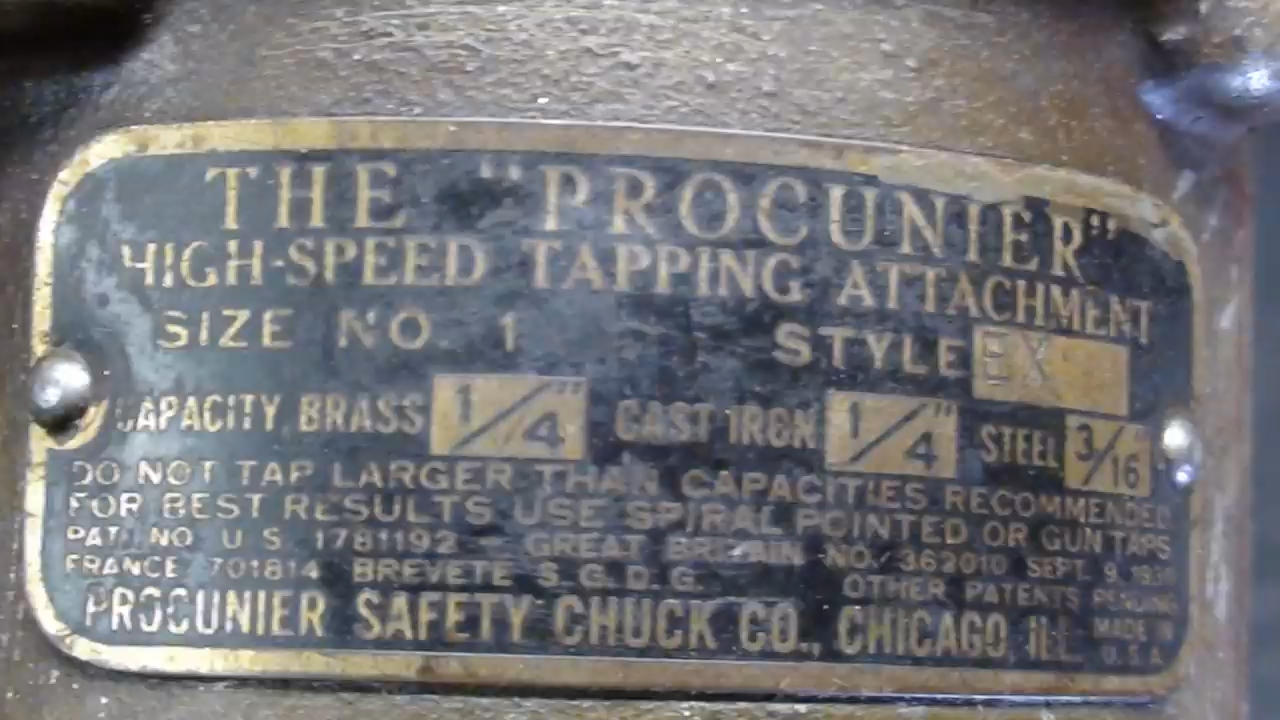 THE "PROCUNIER"
HIGH-SPEED TAPPING ATTACHMENT
SIZE NO. 1 STYLE EX
CAPACITY, BRASS 1/4" CAST IRON 1/4" STEEL 3/16"
DO NOT TAP LARGER THAN CAPACITIES RECOMMENDED
FOR BEST RESULTS USE SPIRAL POINTED OR GUN TAPS
PAT. NO. U.S. 1781192 - GREAT BRITAIN NO. 362010 SEPT. 9,
FRANCE 701814 BREVETE S.G.D.G. OTHER PATENTS PENDING
PROCUNIER SAFETY CHUCK CO., CHICAGO, ILL. MADE IN U.S.A.